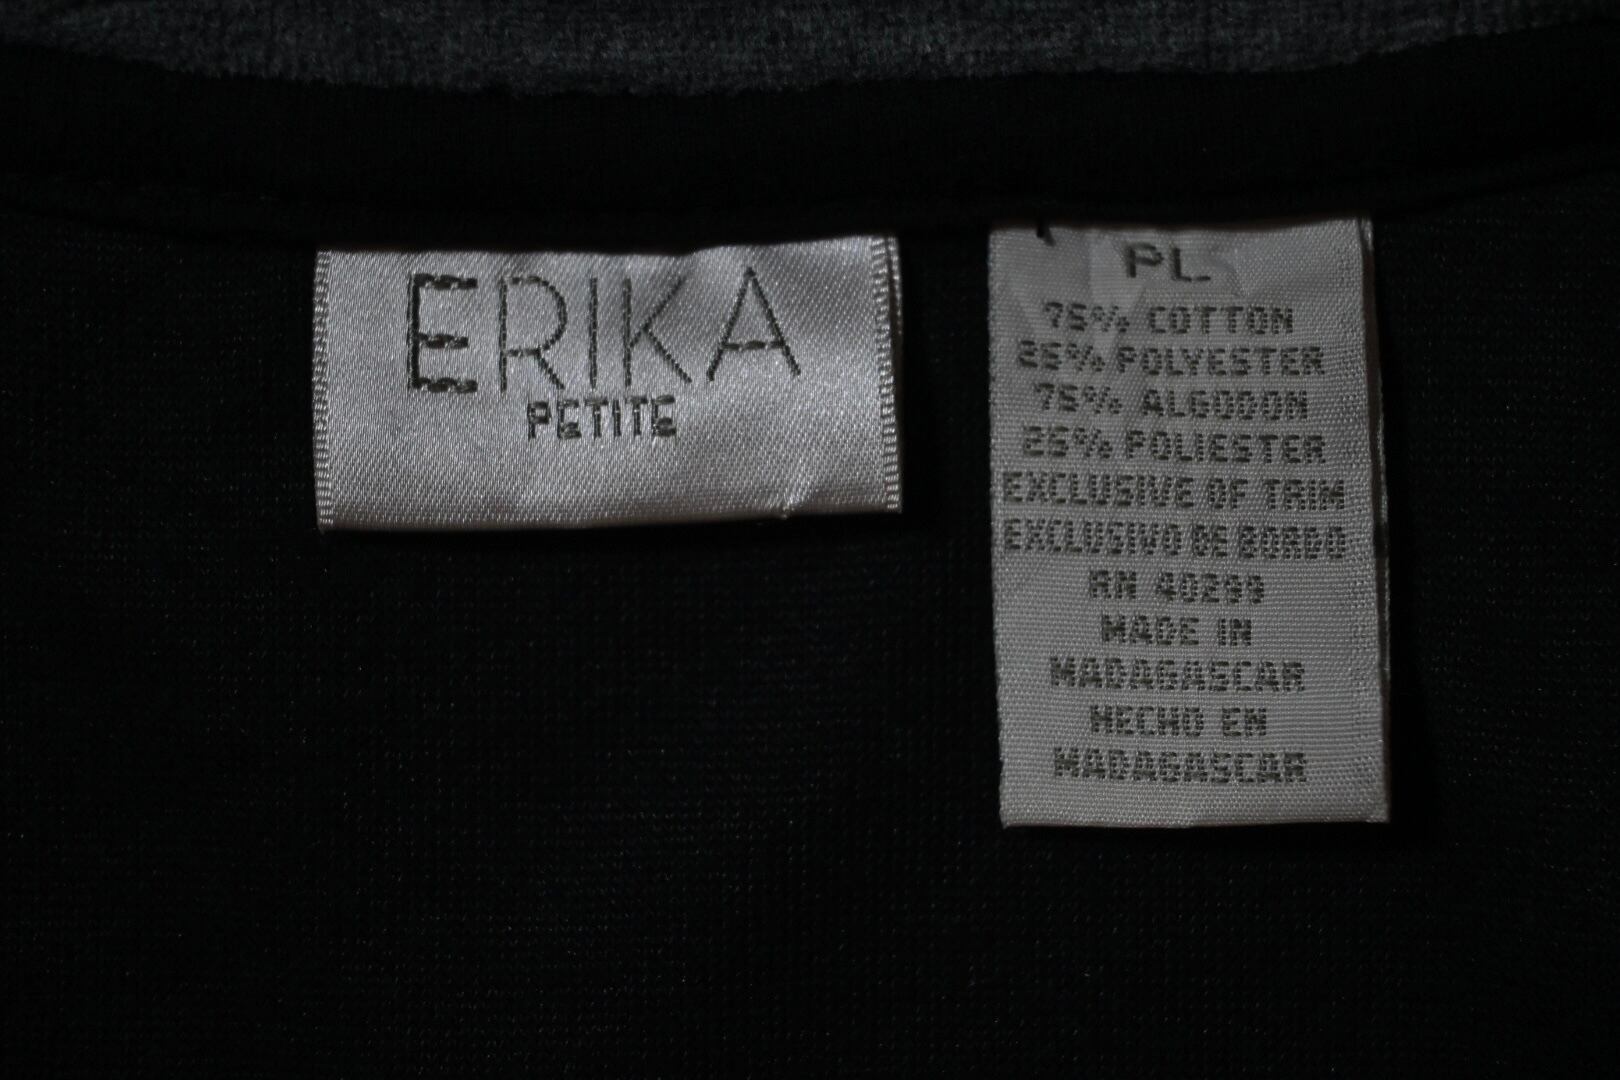 ERIKA
PETITE
PL
75% COTTON
25% POLYESTER
75% ALGODON
25% POLIESTER
EXCLUSIVE OF TRIM
EXCLUSIVO DE BORDO
RN 40299
MADE IN
MADAGASCAR
HECHO EN
MADAGASCAR